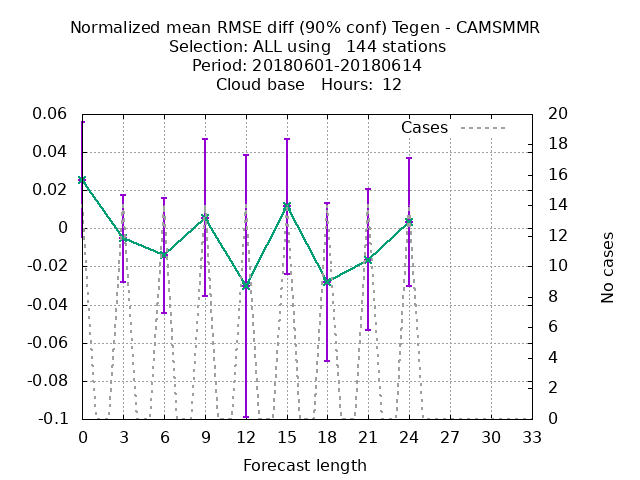 Normalized mean RMSE diff (90% conf) Tegen - CAMSMMR
Selection: ALL using 144 stations
Period: 20180601-20180614
Cloud base Hours: 12
Cases
0.06
0.04
0.02
0
-0.02
-0.04
-0.06
-0.08
-0.1
20
18
16
14
12
10
8
6
4
2
0
No cases
0 3 6 9 12 15 18 21 24 27 30 33
Forecast length